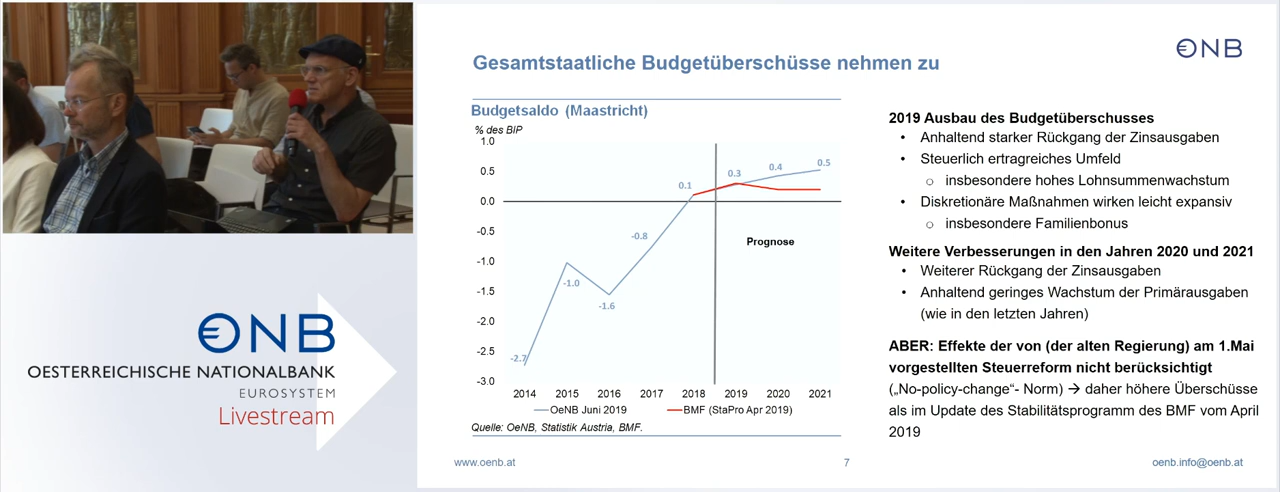 €NB
OESTERREICHISCHE NATIONALBANK
EUROSYSTEM
Livestream
€NB
Gesamtstaatliche Budgetüberschüsse nehmen zu
Budgetsaldo (Maastricht)
% des BIP
1.0
0.5
0.0
-0.5
-1.0
-1.5
-2.0
-2.5
-3.0
-2.7
-1.0
-1.6
-0.8
0.1
0.3
0.4
0.5
Prognose
2014 2015 2016 2017 2018 2019 2020 2021
OeNB Juni 2019 BMF (StaPro Apr 2019)
Quelle: OeNB, Statistik Austria, BMF.
2019 Ausbau des Budgetüberschusses
• Anhaltend starker Rückgang der Zinsausgaben
• Steuerlich ertragreiches Umfeld
o insbesondere hohes Lohnsummenwachstum
• Diskretionäre Maßnahmen wirken leicht expansiv
o insbesondere Familienbonus
Weitere Verbesserungen in den Jahren 2020 und 2021
• Weiterer Rückgang der Zinsausgaben
• Anhaltend geringes Wachstum der Primärausgaben
(wie in den letzten Jahren)
ABER: Effekte der von (der alten Regierung) am 1.Mai
vorgestellten Steuerreform nicht berücksichtigt
(„No-policy-change“- Norm) → daher höhere Überschüsse
als im Update des Stabilitätsprogramm des BMF vom April
2019
www.oenb.at
7
oenb.info@oenb.at